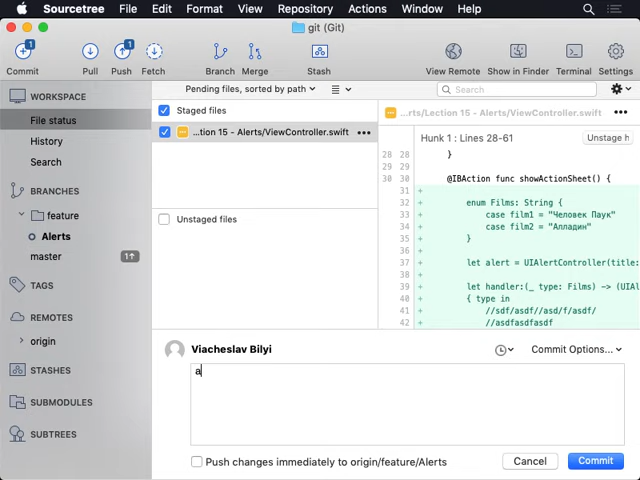 Sourcetree File Edit Format View Repository Actions Window Help
git (Git)
1 1
Commit Pull Push Fetch Branch Merge Stash View Remote Show in Finder Terminal Settings
WORKSPACE
File status
History
Search
BRANCHES
feature
Alerts
master 1↑
TAGS
REMOTES
origin
STASHES
SUBMODULES
SUBTREES
Pending files, sorted by path
Search
Staged files
...tion 15 - Alerts/ViewController.swift
Unstaged files
...rts/Lection 15 - Alerts/ViewController.swift
Hunk 1 : Lines 28-61
Unstage h
28 28 }
29 29
30 30 @IBAction func showActionSheet() {
31 +
32 + enum Films: String {
33 + case film1 = "Человек Паук"
34 + case film2 = "Алладин"
35 + }
36 +
37 + let alert = UIAlertController(title:
38 +
39 + let handler:(_ type: Films) -> (UIAl
40 + { type in
41 + //sdf/asdf//asd/f/asdf/
42 + //asdfasdfasdf
Viacheslav Bilyi
Commit Options...
a
Push changes immediately to origin/feature/Alerts
Cancel
Commit